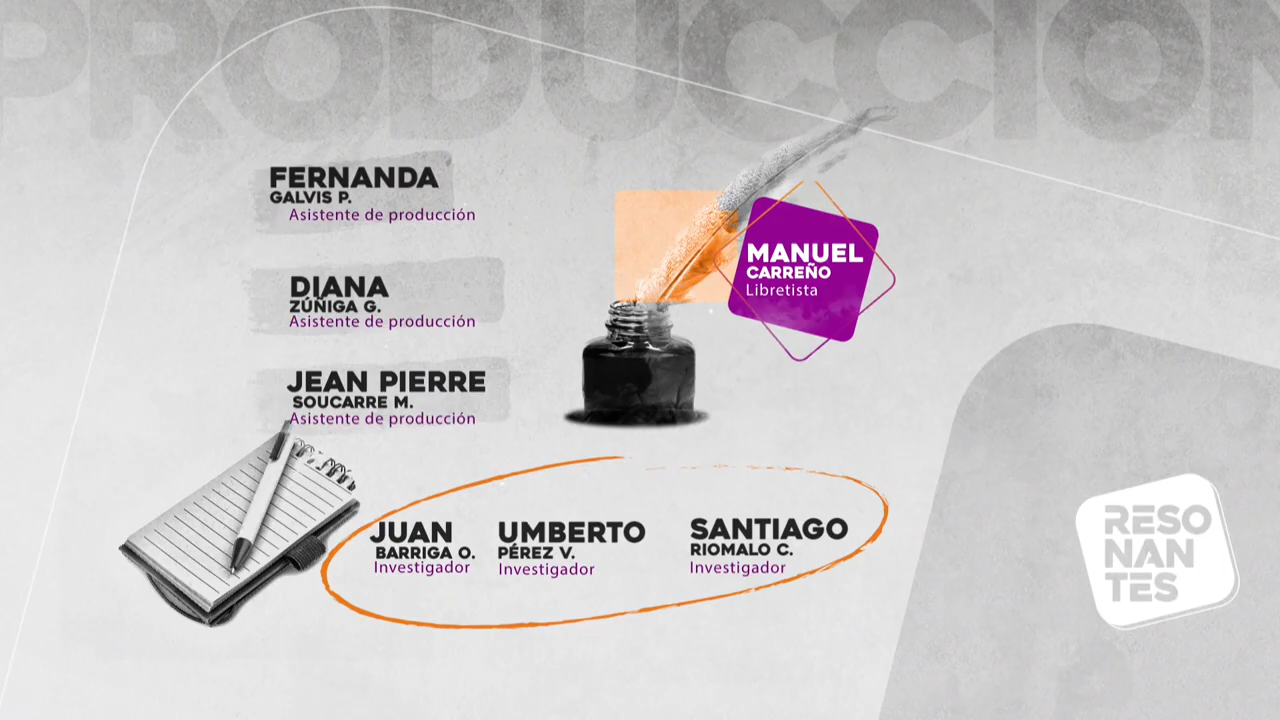 PRODUCCIÓN
FERNANDA
GALVIS P.
Asistente de producción
DIANA
ZÚÑIGA G.
Asistente de producción
JEAN PIERRE
SOUCARRE M.
Asistente de producción
MANUEL
CARREÑO
Libretista
JUAN
BARRIGA O.
Investigador
UMBERTO
PÉREZ V.
Investigador
SANTIAGO
RIOMALO C.
Investigador
RESO
NAN
TES